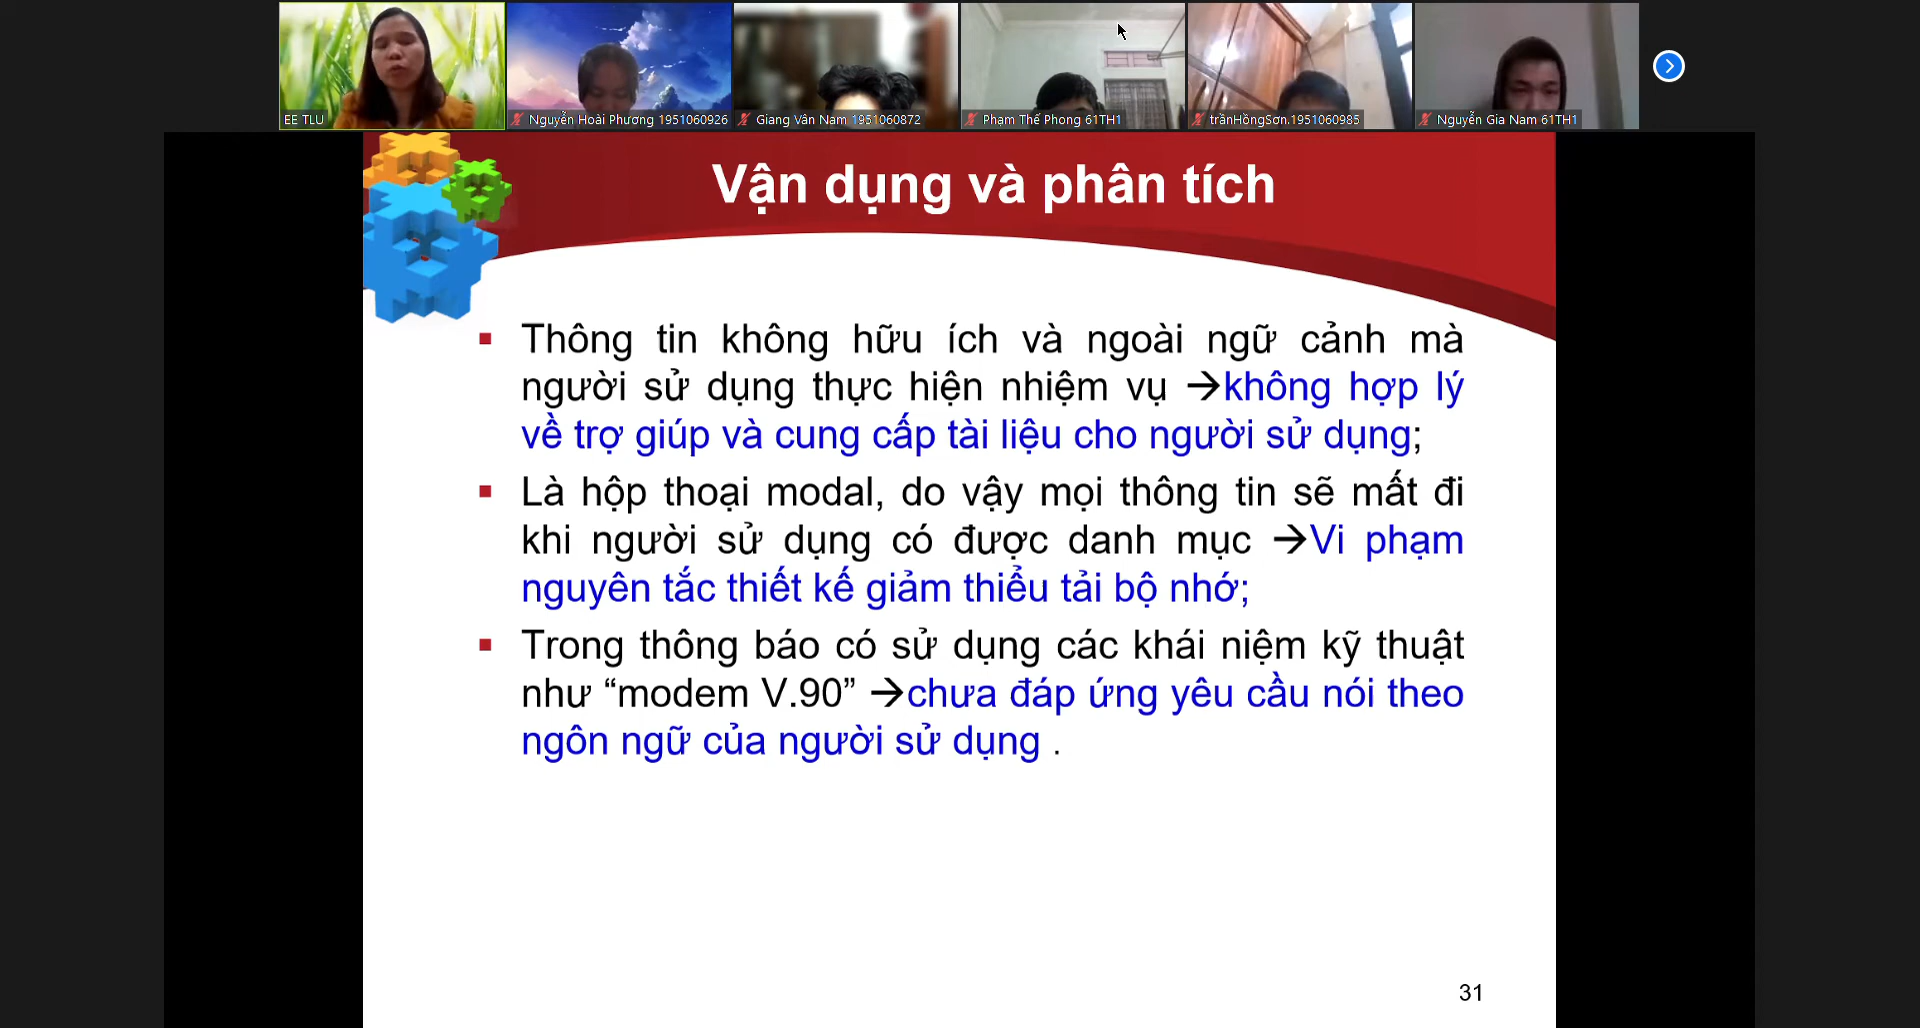 EE TLU
Nguyễn Hoài Phương 1951060926
Giang Văn Nam 1951060872
Phạm Thế Phong 61TH1
trầnHồngSơn.1951060985
Nguyễn Gia Nam 61TH1
Vận dụng và phân tích
Thông tin không hữu ích và ngoài ngữ cảnh mà
người sử dụng thực hiện nhiệm vụ →không hợp lý
về trợ giúp và cung cấp tài liệu cho người sử dụng;
Là hộp thoại modal, do vậy mọi thông tin sẽ mất đi
khi người sử dụng có được danh mục →Vi phạm
nguyên tắc thiết kế giảm thiểu tải bộ nhớ;
Trong thông báo có sử dụng các khái niệm kỹ thuật
như “modem V.90” →chưa đáp ứng yêu cầu nói theo
ngôn ngữ của người sử dụng .
31